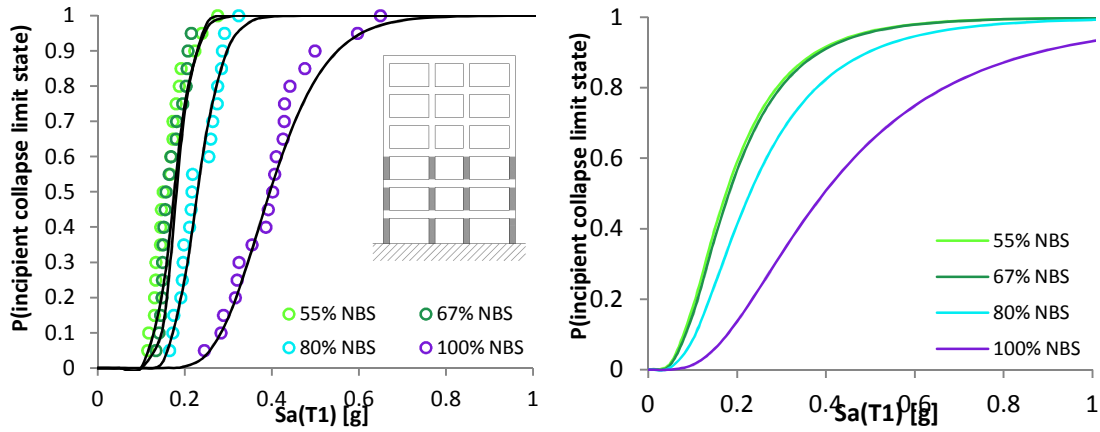 P(incipient collapse limit state)
1
0.9
0.8
0.7
0.6
0.5
0.4
0.3
0.2
0.1
0
55% NBS
67% NBS
80% NBS
100% NBS
0 0.2 0.4 0.6 0.8 1
Sa(T1) [g]
P(incipient collapse limit state)
1
0.8
0.6
0.4
0.2
0
55% NBS
67% NBS
80% NBS
100% NBS
0 0.2 0.4 0.6 0.8 1
Sa(T1) [g]